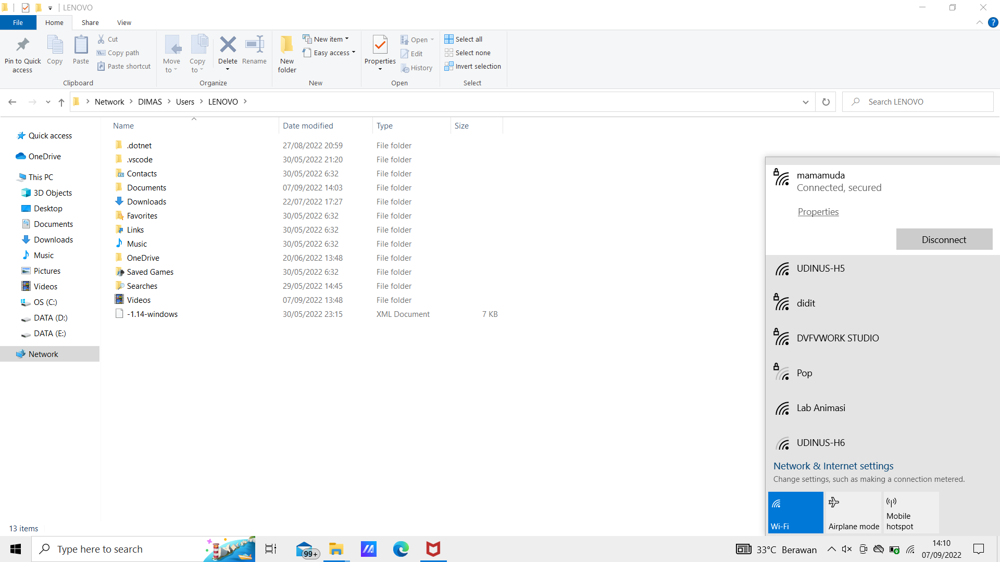 LENOVO
File Home Share View
Pin to Quick access
Copy
Paste
Cut
Copy path
Paste shortcut
Clipboard
Move to
Copy to
Delete
Rename
Organize
New folder
New item
Easy access
New
Properties
Open
Edit
History
Open
Select all
Select none
Invert selection
Select
Network > DIMAS > Users > LENOVO >
Search LENOVO
Quick access
OneDrive
This PC
3D Objects
Desktop
Documents
Downloads
Music
Pictures
Videos
OS (C:)
DATA (D:)
DATA (E:)
Network
Name Date modified Type Size
.dotnet 27/08/2022 20:59 File folder
.vscode 30/05/2022 21:20 File folder
Contacts 30/05/2022 6:32 File folder
Documents 07/09/2022 14:03 File folder
Downloads 22/07/2022 17:27 File folder
Favorites 30/05/2022 6:32 File folder
Links 30/05/2022 6:32 File folder
Music 30/05/2022 6:32 File folder
OneDrive 20/06/2022 13:48 File folder
Saved Games 30/05/2022 6:32 File folder
Searches 29/05/2022 14:45 File folder
Videos 07/09/2022 13:48 File folder
-1.14-windows 30/05/2022 23:15 XML Document 7 KB
mamamuda
Connected, secured
Properties
Disconnect
UDINUS-H5
didit
DVFVWORK STUDIO
Pop
Lab Animasi
UDINUS-H6
Network & Internet settings
Change settings, such as making a connection metered.
Wi-Fi
Airplane mode
Mobile hotspot
13 items
Type here to search
99+
33°C Berawan
14:10
07/09/2022